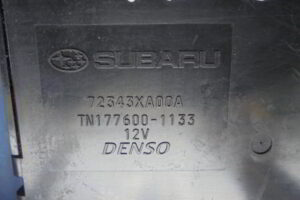 SUBARU
72343XA00A
TN177600-1133
12V
DENSO